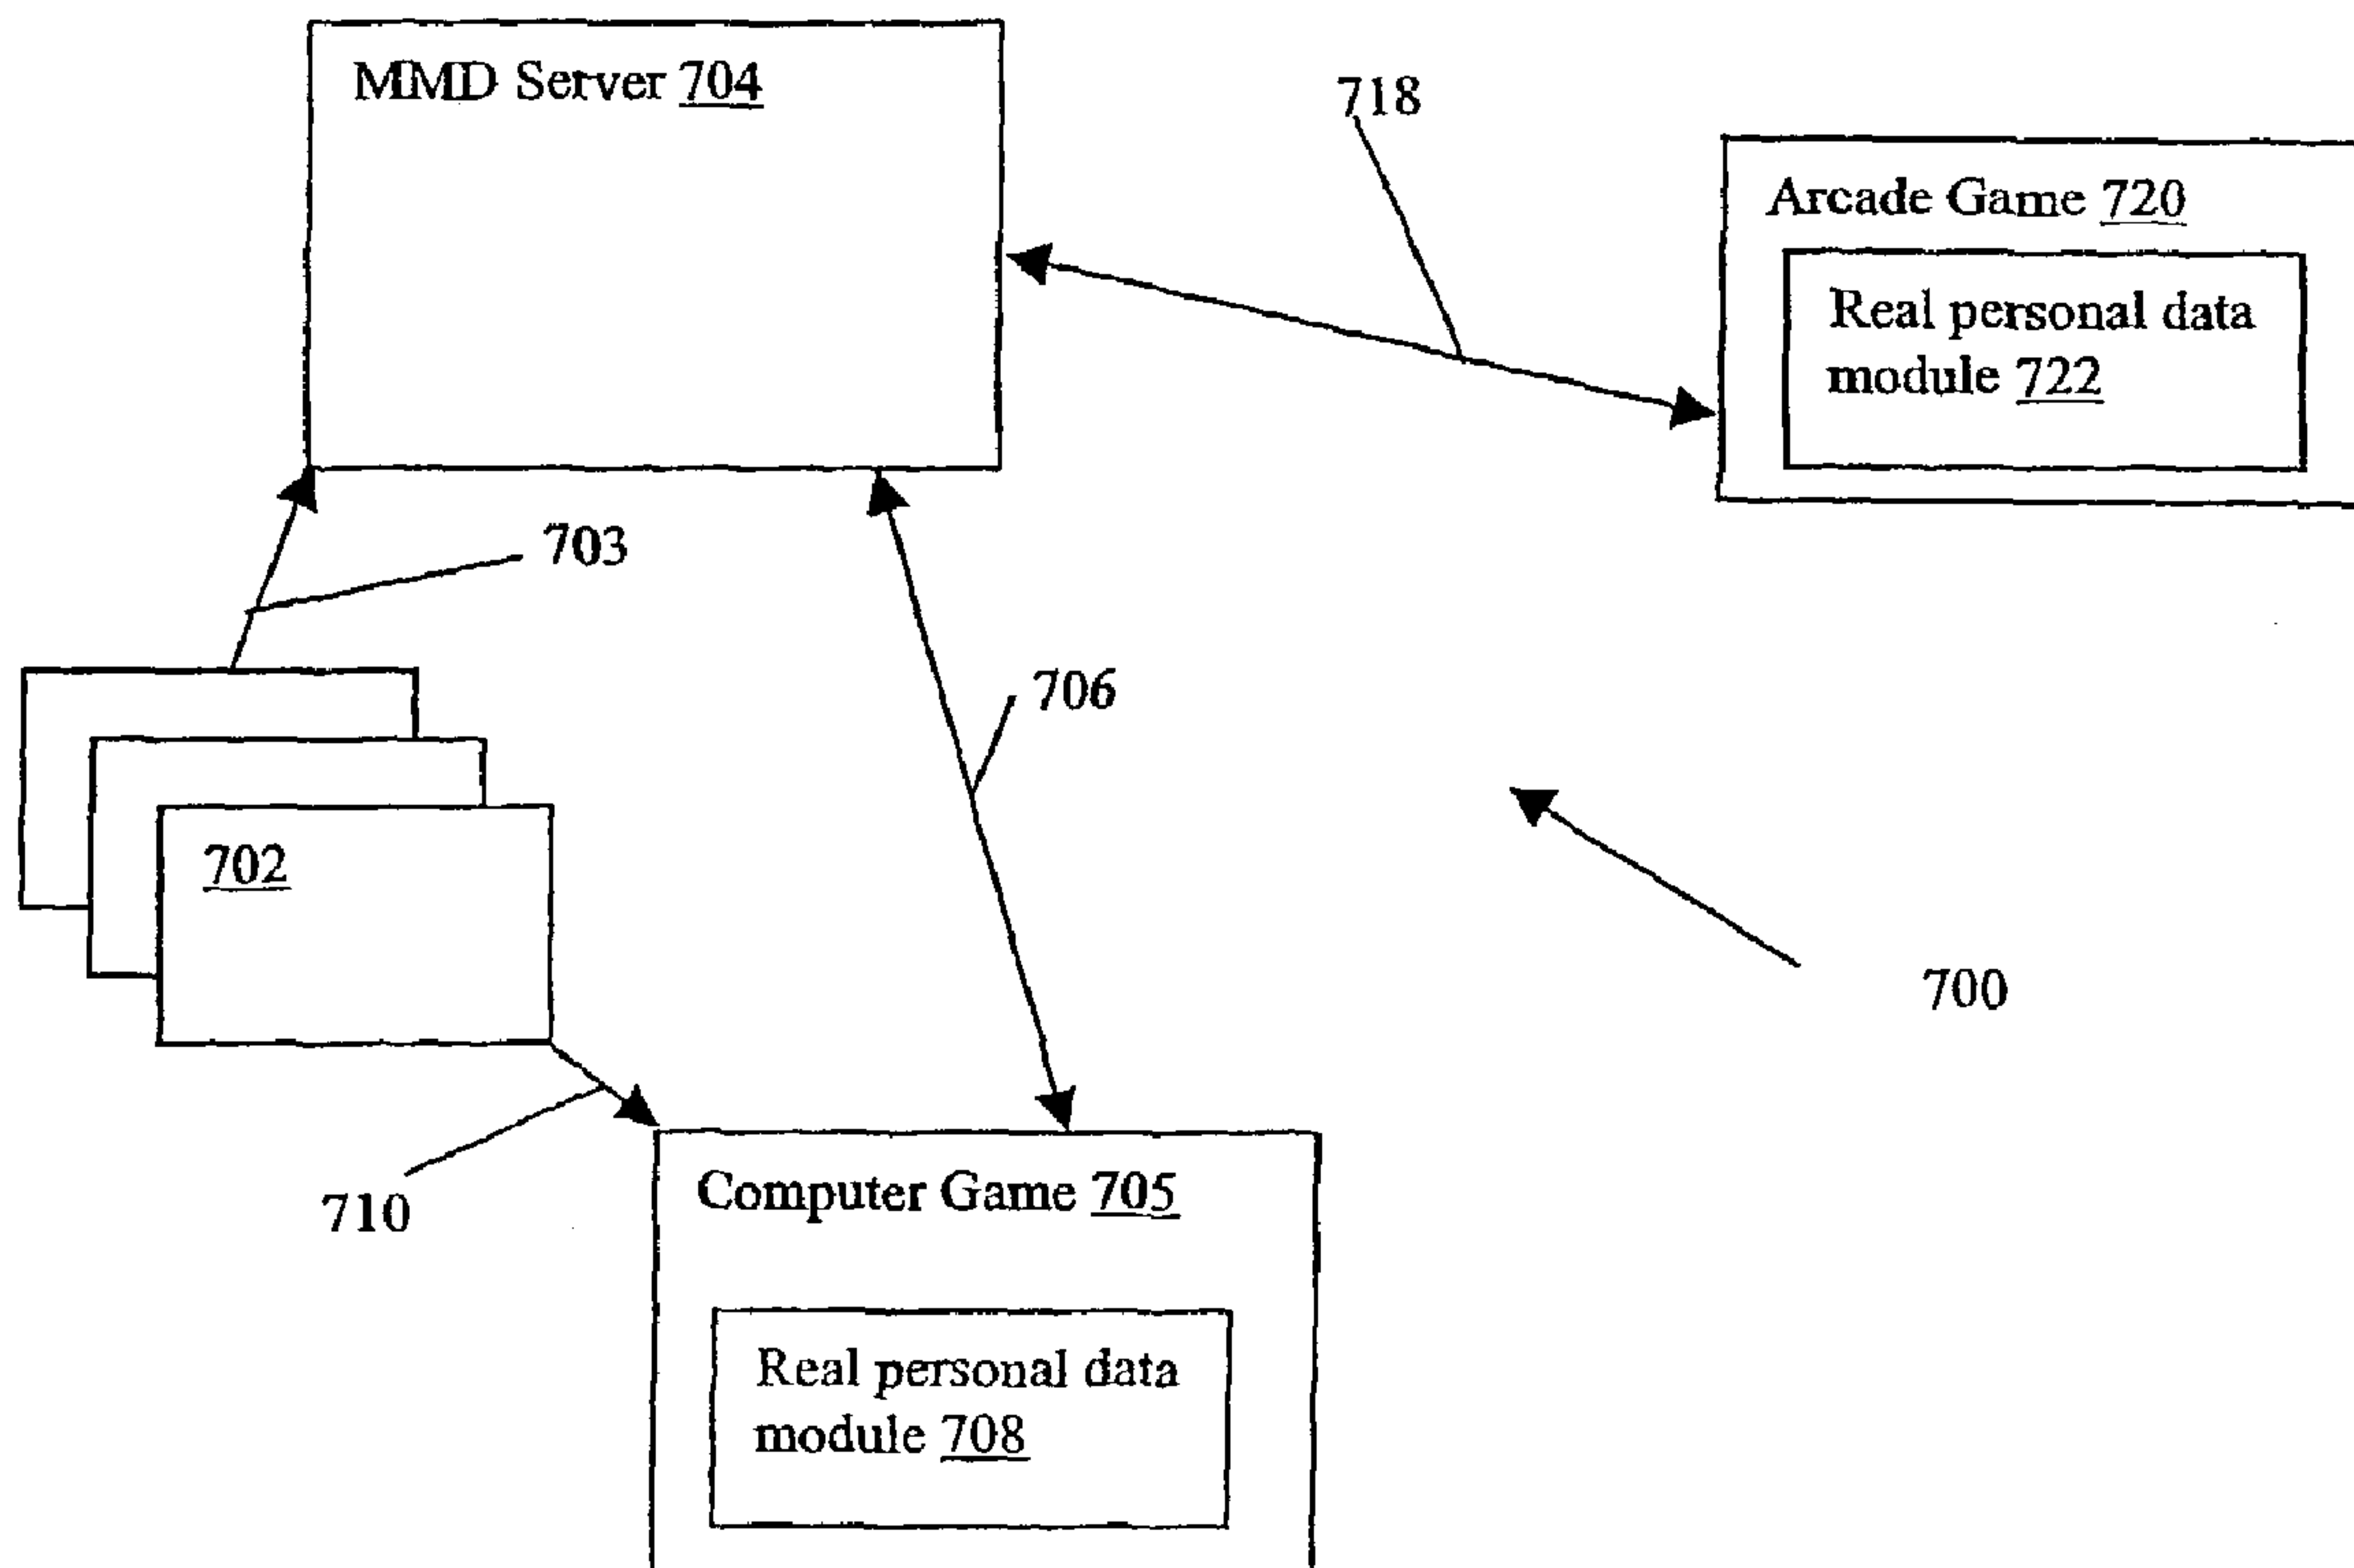 MMD Server 704
718
Arcade Game 720
Real personal data
module 722
703
706
702
700
710
Computer Game 705
Real personal data
module 708